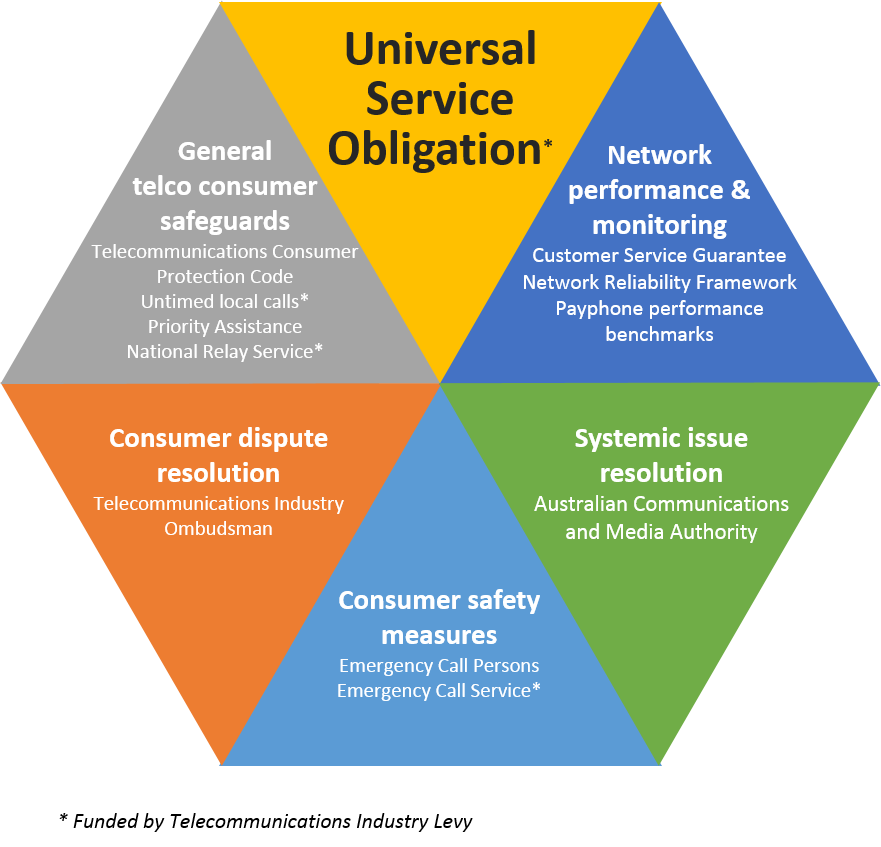 Universal
Service
Obligation*
General
telco consumer
safeguards
Telecommunications Consumer
Protection Code
Untimed local calls*
Priority Assistance
National Relay Service*
Network
performance &
monitoring
Customer Service Guarantee
Network Reliability Framework
Payphone performance
benchmarks
Consumer dispute
resolution
Telecommunications Industry
Ombudsman
Systemic issue
resolution
Australian Communications
and Media Authority
Consumer safety
measures
Emergency Call Persons
Emergency Call Service*
* Funded by Telecommunications Industry Levy